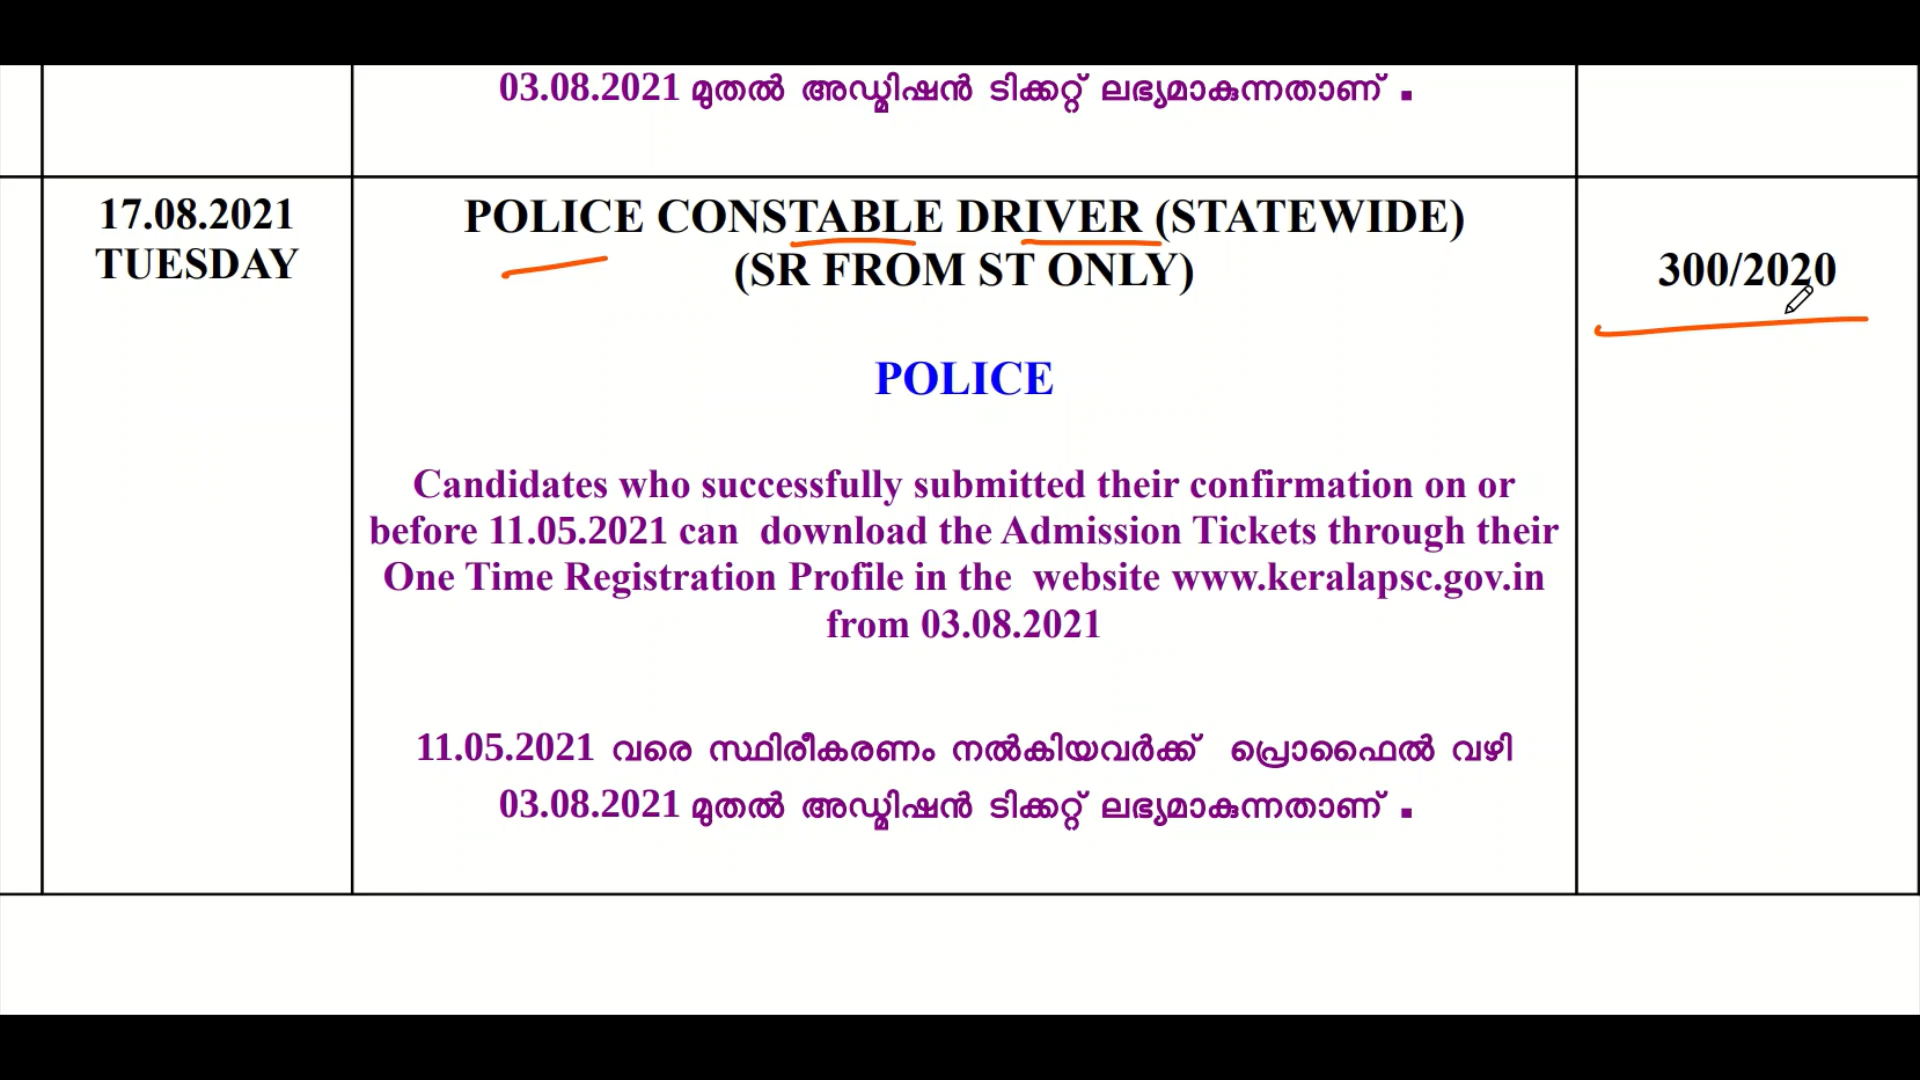 03.08.2021 മുതൽ അഡ്മിഷൻ ടിക്കറ്റ് ലഭ്യമാകുന്നതാണ് .
17.08.2021
TUESDAY
POLICE CONSTABLE DRIVER (STATEWIDE)
(SR FROM ST ONLY)
300/2020
POLICE
Candidates who successfully submitted their confirmation on or
before 11.05.2021 can download the Admission Tickets through their
One Time Registration Profile in the website www.keralapsc.gov.in
from 03.08.2021
11.05.2021 വരെ സ്ഥിരീകരണം നൽകിയവർക്ക് പ്രൊഫൈൽ വഴി
03.08.2021 മുതൽ അഡ്മിഷൻ ടിക്കറ്റ് ലഭ്യമാകുന്നതാണ് .